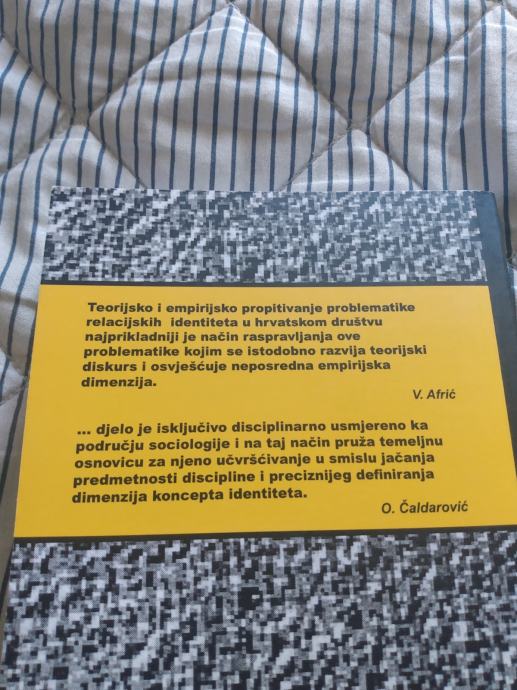 Teorijsko i empirijsko propitivanje problematike
relacijskih identiteta u hrvatskom društvu
najprikladniji je način raspravljanja ove
problematike kojim se istodobno razvija teorijski
diskurs i osvješćuje neposredna empirijska
dimenzija.
V. Afrić
... djelo je isključivo disciplinarno usmjereno ka
području sociologije i na taj način pruža temeljnu
osnovicu za njeno učvršćivanje u smislu jačanja
predmetnosti discipline i preciznijeg definiranja
dimenzija koncepta identiteta.
O. Čaldarović